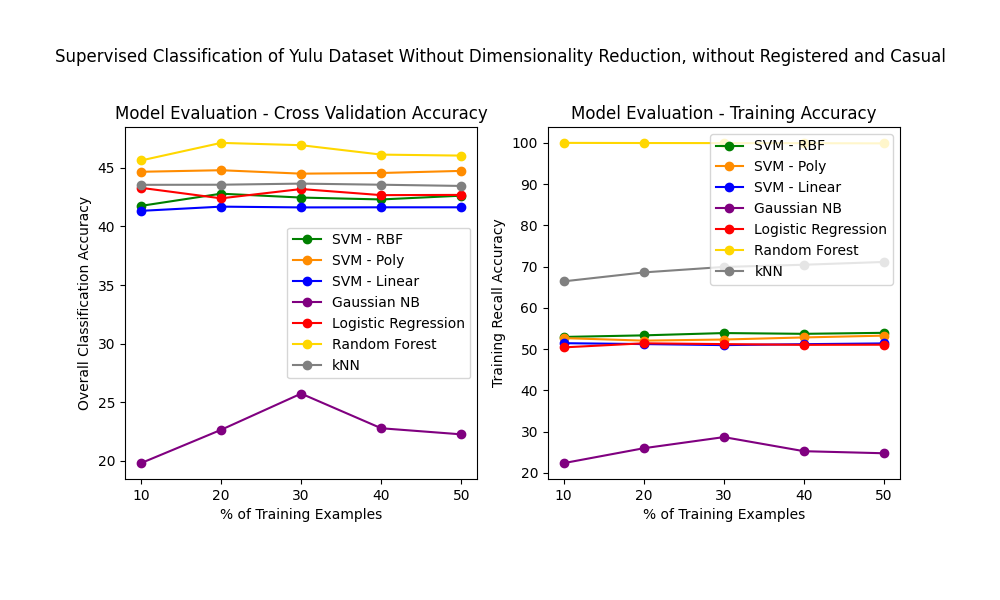 Supervised Classification of Yulu Dataset Without Dimensionality Reduction, without Registered and Casual
Model Evaluation - Cross Validation Accuracy
Overall Classification Accuracy
45
40
35
30
25
20
SVM - RBF
SVM - Poly
SVM - Linear
Gaussian NB
Logistic Regression
Random Forest
kNN
10 20 30 40 50
% of Training Examples
Model Evaluation - Training Accuracy
Training Recall Accuracy
100
90
80
70
60
50
40
30
20
SVM - RBF
SVM - Poly
SVM - Linear
Gaussian NB
Logistic Regression
Random Forest
kNN
10 20 30 40 50
% of Training Examples